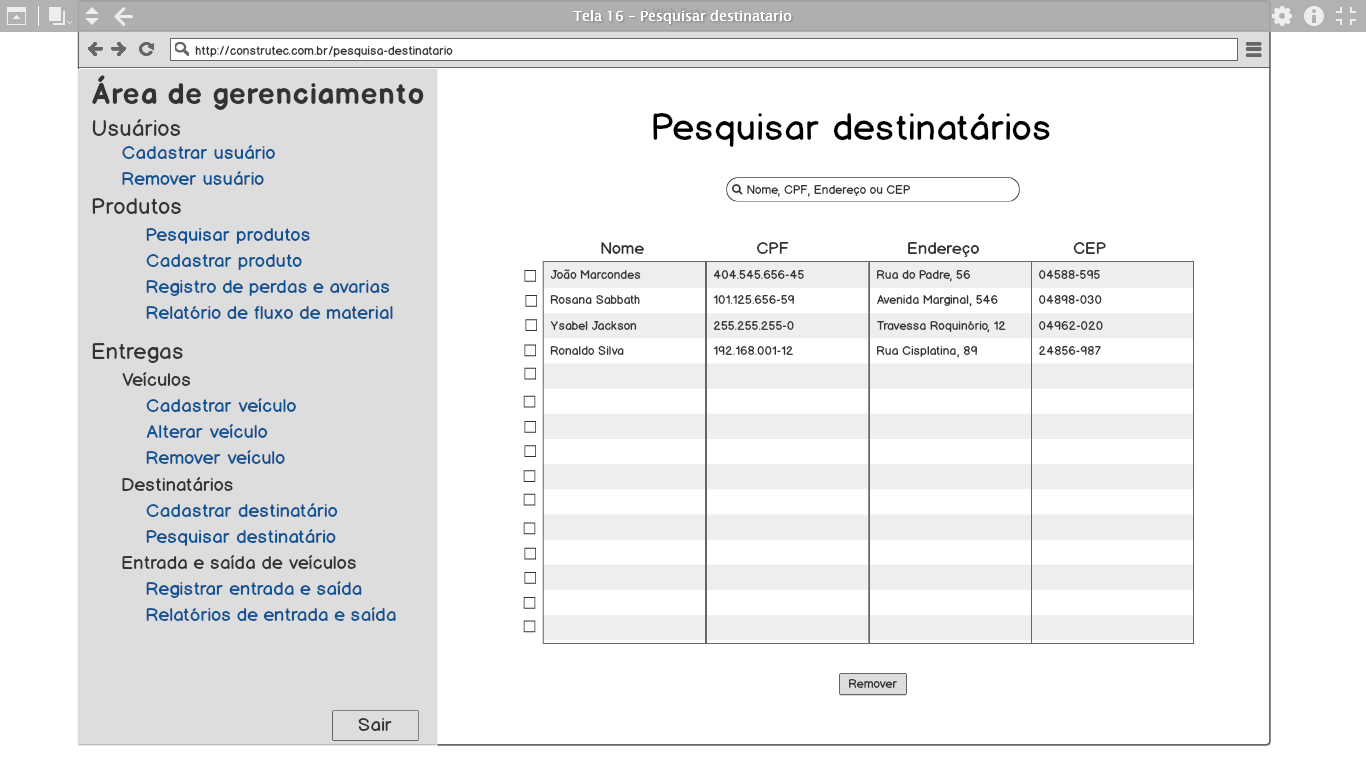 Tela 16 - Pesquisar destinatario
http://construtec.com.br/pesquisa-destinatario
Área de gerenciamento
Usuários
Cadastrar usuário
Remover usuário
Produtos
Pesquisar produtos
Cadastrar produto
Registro de perdas e avarias
Relatório de fluxo de material
Entregas
Veículos
Cadastrar veículo
Alterar veículo
Remover veículo
Destinatários
Cadastrar destinatário
Pesquisar destinatário
Entrada e saída de veículos
Registrar entrada e saída
Relatórios de entrada e saída
Sair
Pesquisar destinatários
Nome, CPF, Endereço ou CEP
Nome CPF Endereço CEP
João Marcondes 404.545.656-45 Rua do Padre, 56 04588-595
Rosana Sabbath 101.125.656-59 Avenida Marginal, 546 04898-030
Ysabel Jackson 255.255.255-0 Travessa Roquinório, 12 04962-020
Ronaldo Silva 192.168.001-12 Rua Cisplatina, 89 24856-987
Remover